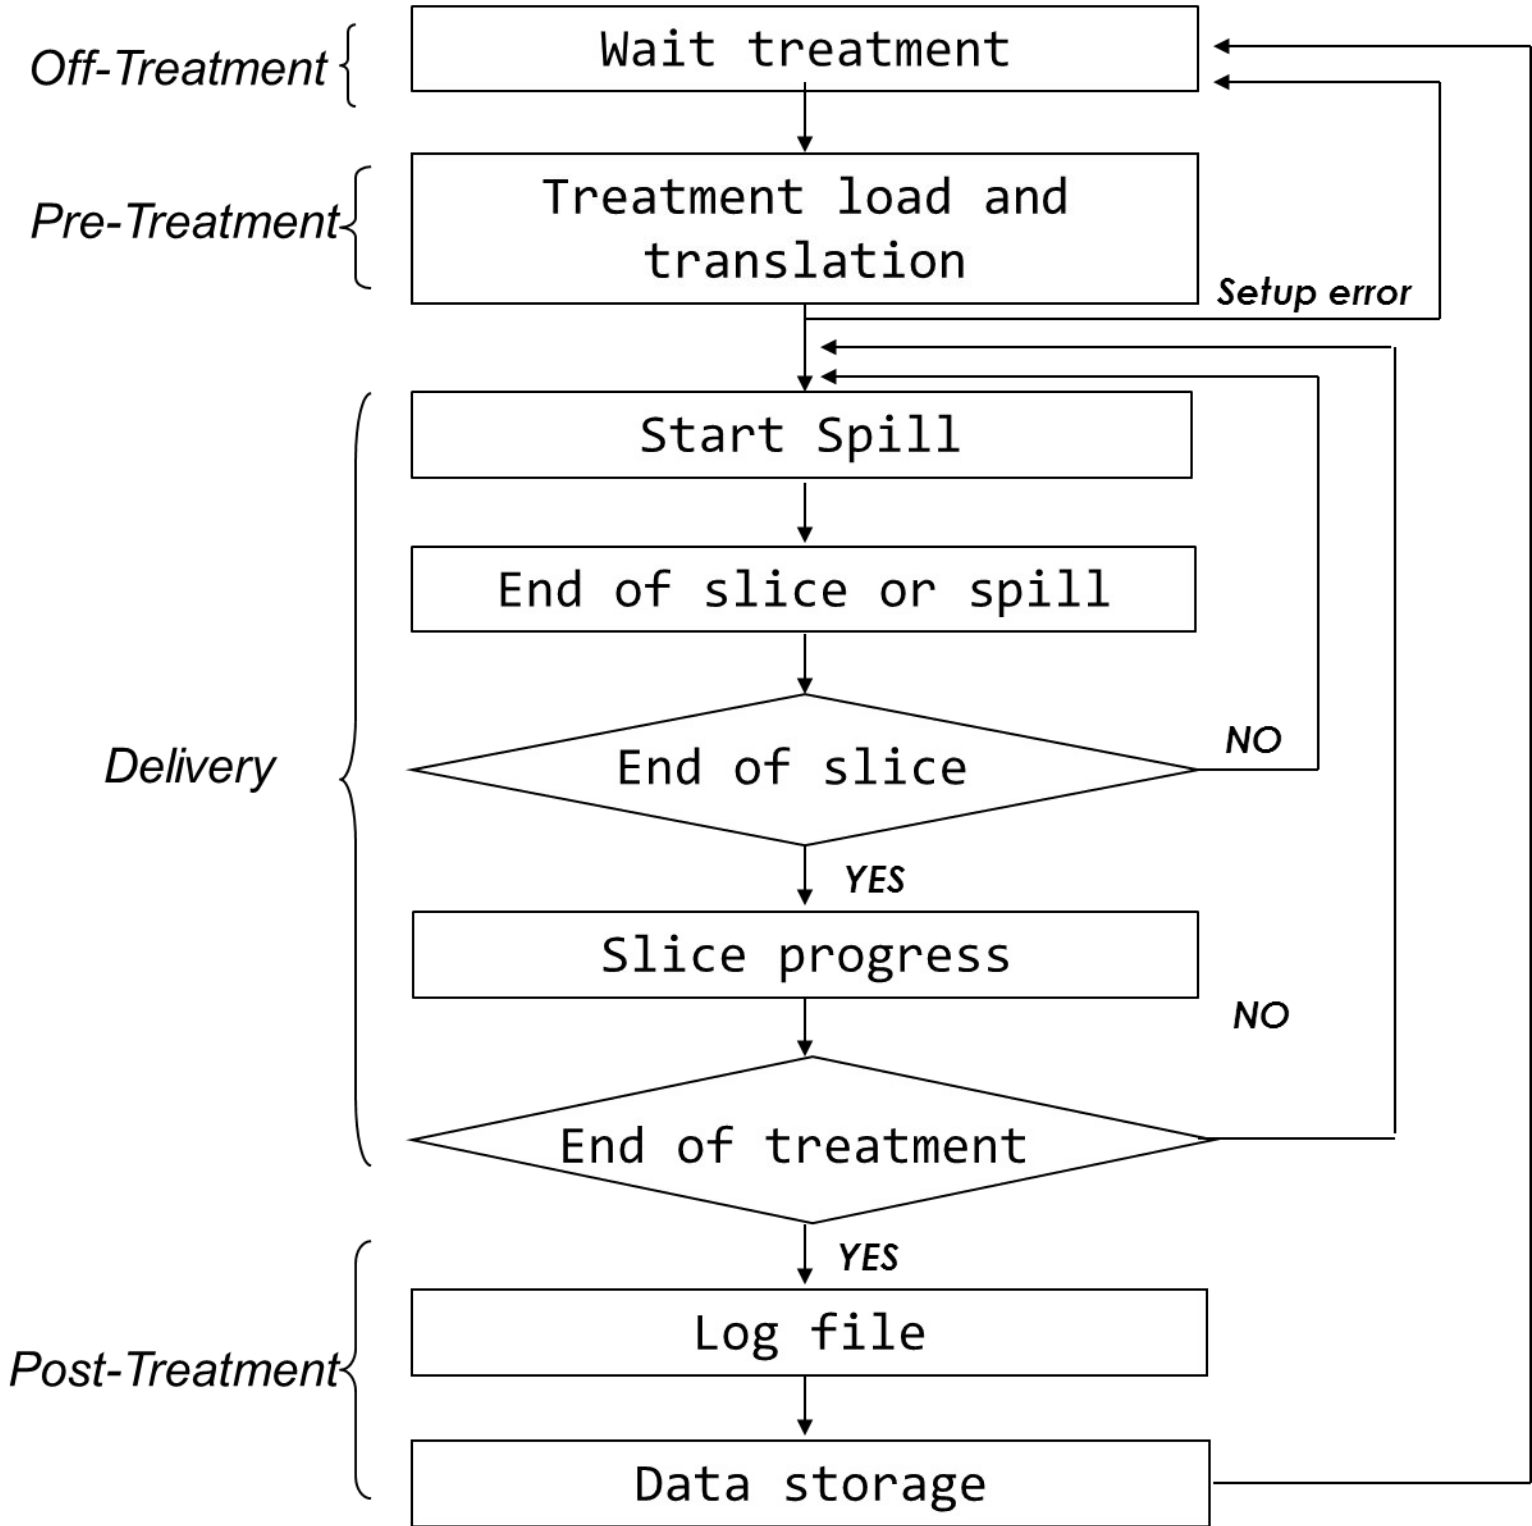 Off-Treatment
Wait treatment
Pre-Treatment
Treatment load and
translation
Setup error
Start Spill
End of slice or spill
Delivery
End of slice
NO
YES
Slice progress
NO
End of treatment
YES
Post-Treatment
Log file
Data storage